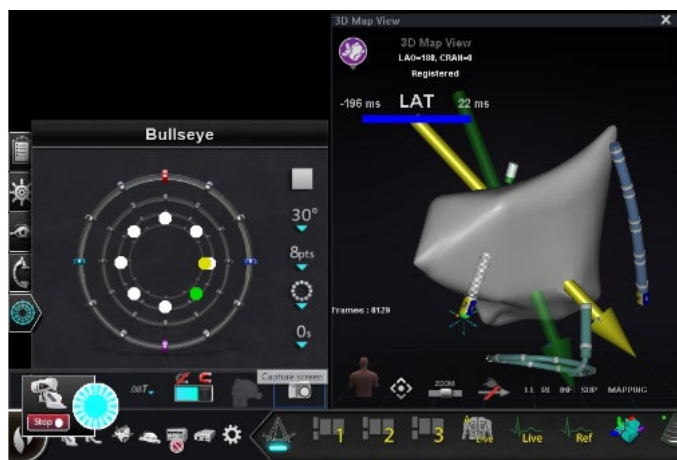 3D Map View
X
3D Map View
LAO=180, CRAN=0
Registered
-196 ms LAT 22 ms
Bullseye
30°
8pts
0s
Frames : 8129
.08T
Capture screen
ZOOM
LL RL INF SUP MAPPING
Stop
1 2 3 Live Live Ref